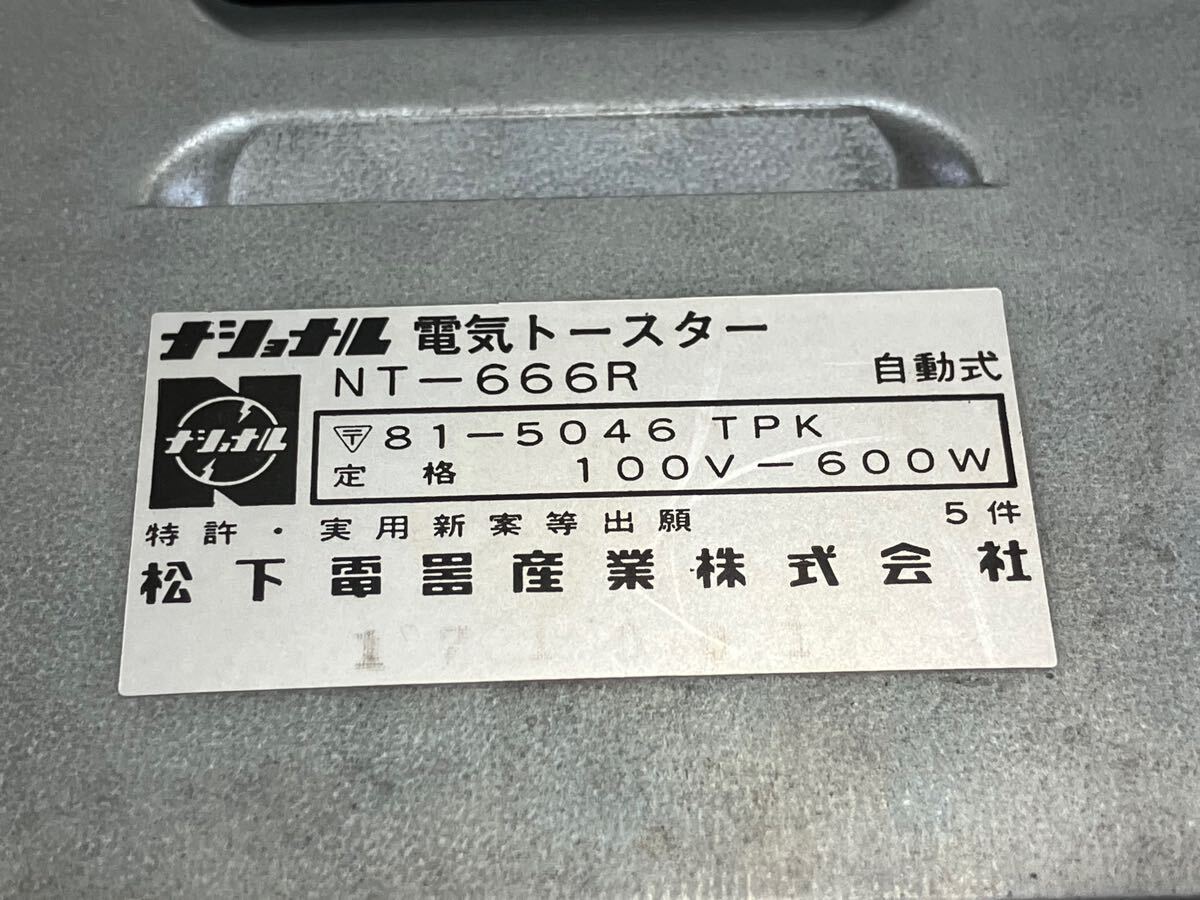 ナショナル 電気トースター
NT-666R 自動式
ナショナル
〒81-5046 TPK
定格 100V-600W
特許・実用新案等出願 5件
松下電器産業株式会社